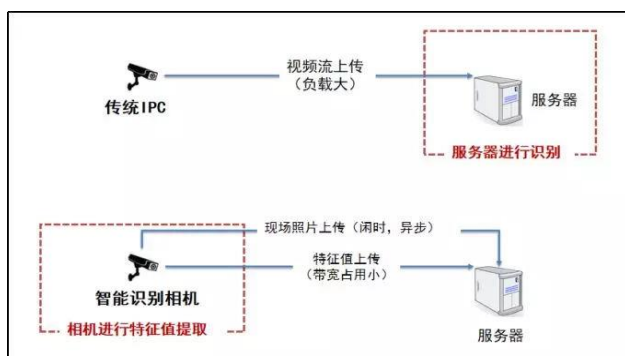 视频流上传
（负载大）
传统IPC
服务器
服务器进行识别
现场照片上传（闲时，异步）
特征值上传
（带宽占用小）
智能识别相机
相机进行特征值提取
服务器